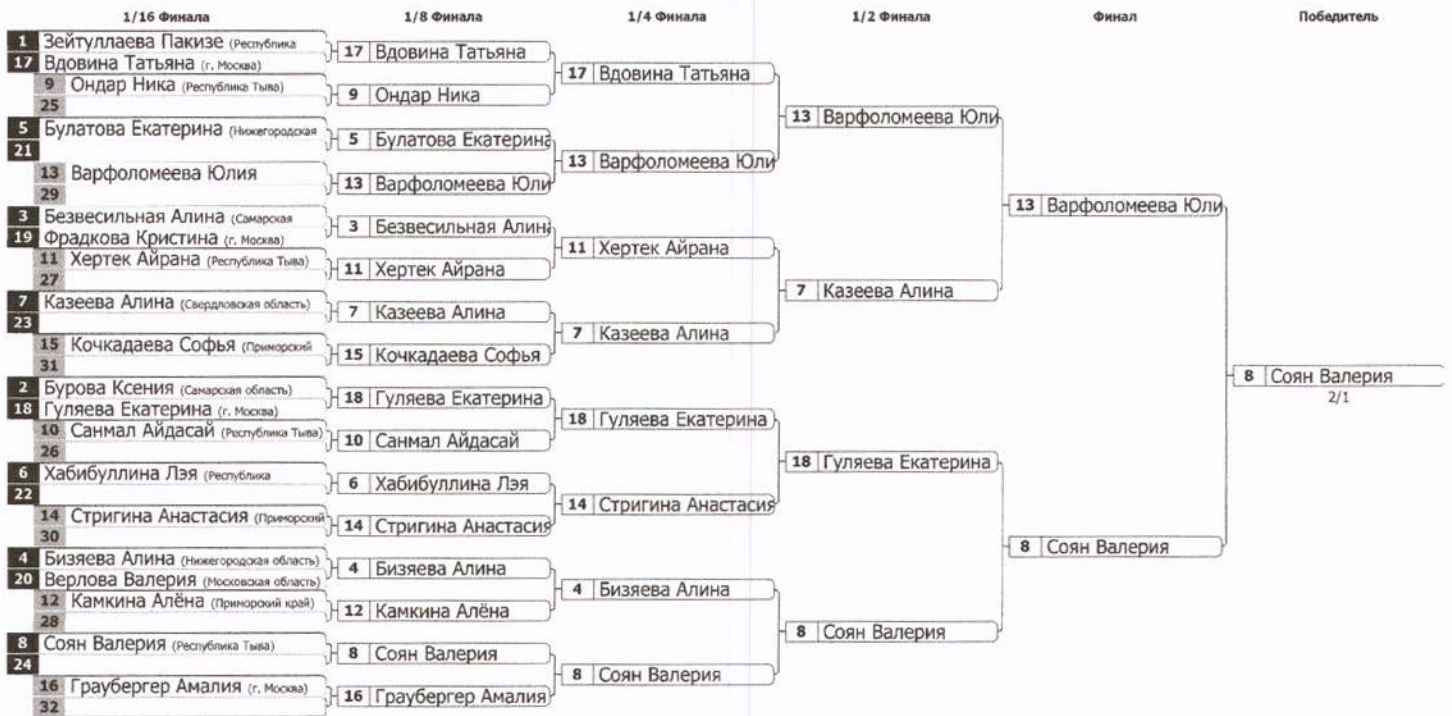 1/16 Финала 1/8 Финала 1/4 Финала 1/2 Финала Финал Победитель
1 Зейтуллаева Пакизе (Республика
17 Вдовина Татьяна (г. Москва)
9 Ондар Ника (Республика Тыва)
25
5 Булатова Екатерина (Нижегородская
21
13 Варфоломеева Юлия
29
3 Безвесильная Алина (Самарская
19 Фрадкова Кристина (г. Москва)
11 Хертек Айрана (Республика Тыва)
27
7 Казеева Алина (Свердловская область)
23
15 Кочкадаева Софья (Приморский
31
2 Бурова Ксения (Самарская область)
18 Гуляева Екатерина (г. Москва)
10 Санмал Айдасай (Республика Тыва)
26
6 Хабибуллина Лэя (Республика
22
14 Стригина Анастасия (Приморский
30
4 Бизяева Алина (Нижегородская область)
20 Верлова Валерия (Московская область)
12 Камкина Алёна (Приморский край)
28
8 Соян Валерия (Республика Тыва)
24
16 Граубергер Амалия (г. Москва)
32
17 Вдовина Татьяна
9 Ондар Ника
5 Булатова Екатерина
13 Варфоломеева Юли
3 Безвесильная Алина
11 Хертек Айрана
7 Казеева Алина
15 Кочкадаева Софья
18 Гуляева Екатерина
10 Санмал Айдасай
6 Хабибуллина Лэя
14 Стригина Анастасия
4 Бизяева Алина
12 Камкина Алёна
8 Соян Валерия
16 Граубергер Амалия
17 Вдовина Татьяна
13 Варфоломеева Юли
11 Хертек Айрана
7 Казеева Алина
18 Гуляева Екатерина
14 Стригина Анастасия
4 Бизяева Алина
8 Соян Валерия
13 Варфоломеева Юли
7 Казеева Алина
18 Гуляева Екатерина
8 Соян Валерия
13 Варфоломеева Юли
8 Соян Валерия
8 Соян Валерия
2/1